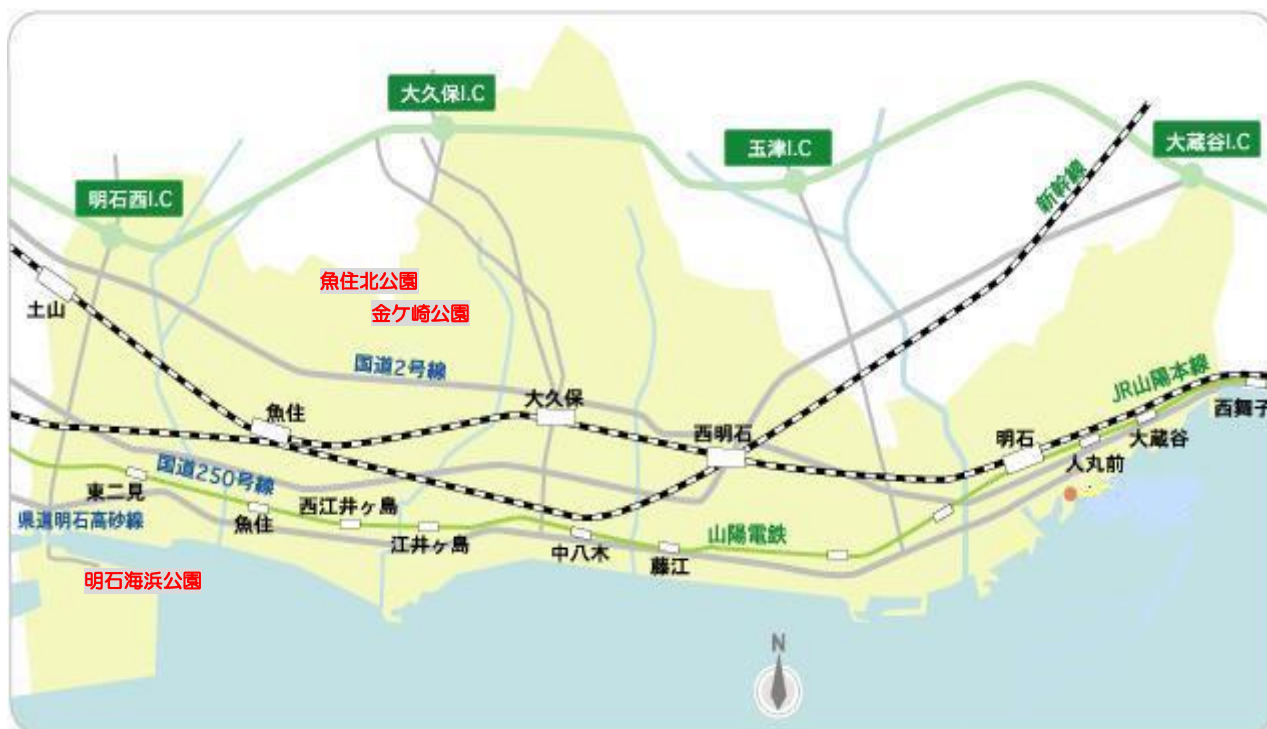 大久保I.C
玉津I.C
大蔵谷I.C
明石西I.C
新幹線
魚住北公園
金ケ崎公園
土山
国道2号線
JR山陽本線
大久保
魚住
西明石
明石
大蔵谷
西舞子
人丸前
国道250号線
東二見
西江井ヶ島
魚住
県道明石高砂線
江井ヶ島
中八木
藤江
山陽電鉄
明石海浜公園
N